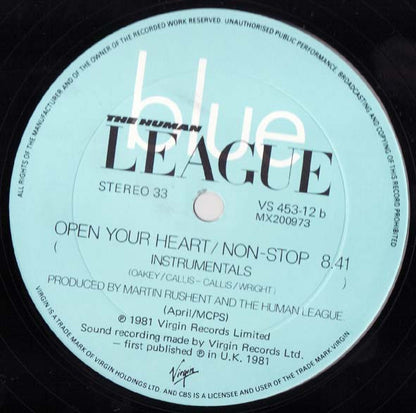 ALL RIGHTS OF THE MANUFACTURER AND OF THE OWNER OF THE RECORDED WORK RESERVED. UNAUTHORISED PUBLIC PERFORMANCE, BROADCASTING AND COPYING OF THIS RECORD PROHIBITED.
blue
THE HUMAN
LEAGUE
STEREO 33
VS 453-12 b
MX200973
OPEN YOUR HEART/NON-STOP 8.41
( INSTRUMENTALS )
(OAKEY/CALLIS – CALLIS/WRIGHT)
PRODUCED BY MARTIN RUSHENT AND THE HUMAN LEAGUE.
(April/MCPS)
℗ 1981 Virgin Records Limited
Sound recording made by Virgin Records Ltd.
– first published ℗ in U.K. 1981
Virgin
VIRGIN IS A TRADE MARK OF VIRGIN HOLDINGS LTD. AND CBS IS A LICENSEE AND USER OF THE TRADE MARK VIRGIN